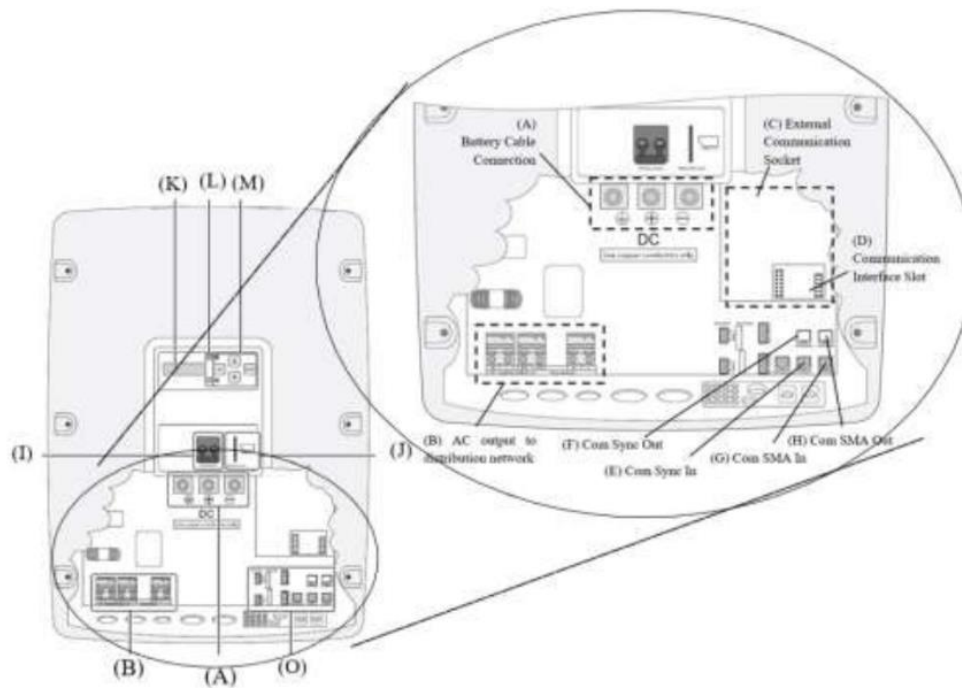 (A)
Battery Cable
Connection
(C) External
Communication
Socket
(K)
(L)
(M)
DC
(D)
Communication
Interface Slot
(I)
(J)
(B) AC output to
distribution network
(F) Com Sync Out
(H) Com SMA Out
(G) Com SMA In
(E) Com Sync In
DC
(B)
(A)
(O)